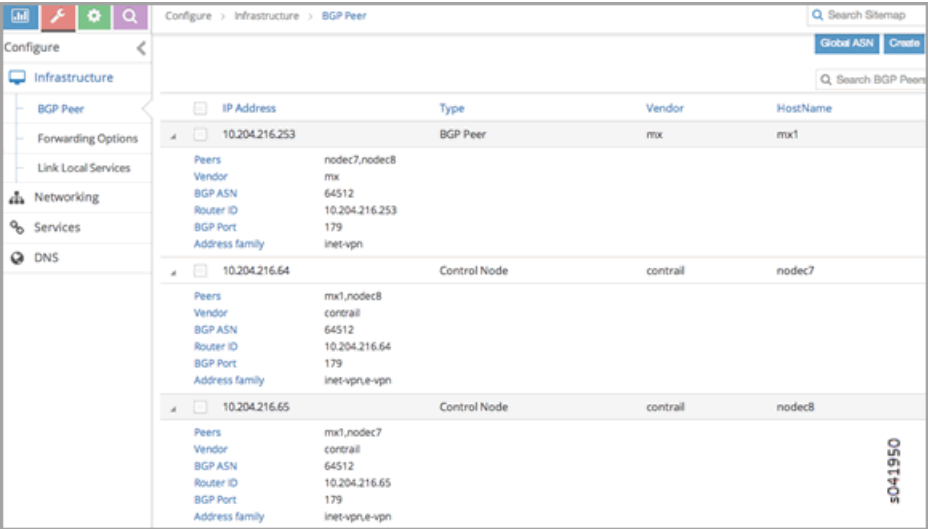 Configure > Infrastructure > BGP Peer
Search Sitemap
Configure
Global ASN Create
Infrastructure
Search BGP Peers
BGP Peer
IP Address Type Vendor HostName
Forwarding Options
10.204.216.253 BGP Peer mx mx1
Link Local Services
Peers nodec7,nodec8
Vendor mx
Networking
BGP ASN 64512
Router ID 10.204.216.253
Services
BGP Port 179
Address family inet-vpn
DNS
10.204.216.64 Control Node contrail nodec7
Peers mx1,nodec8
Vendor contrail
BGP ASN 64512
Router ID 10.204.216.64
BGP Port 179
Address family inet-vpn,e-vpn
10.204.216.65 Control Node contrail nodec8
Peers mx1,nodec7
Vendor contrail
BGP ASN 64512
Router ID 10.204.216.65
BGP Port 179
Address family inet-vpn,e-vpn
s041950